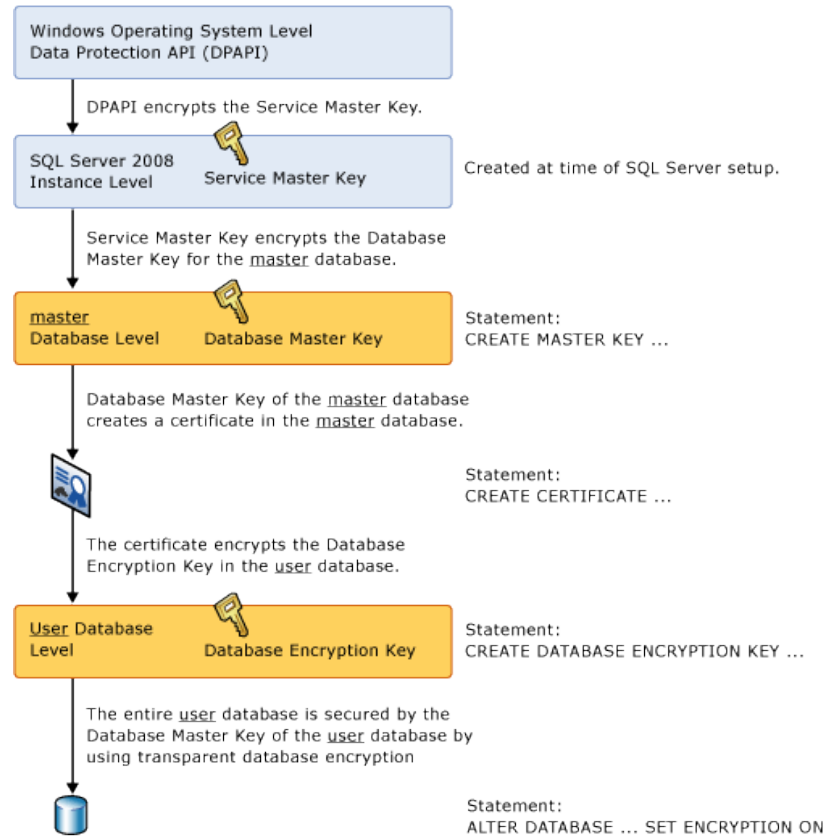 Windows Operating System Level
Data Protection API (DPAPI)
DPAPI encrypts the Service Master Key.
SQL Server 2008
Instance Level
Service Master Key
Created at time of SQL Server setup.
Service Master Key encrypts the Database
Master Key for the master database.
master
Database Level
Database Master Key
Statement:
CREATE MASTER KEY ...
Database Master Key of the master database
creates a certificate in the master database.
Statement:
CREATE CERTIFICATE ...
The certificate encrypts the Database
Encryption Key in the user database.
User Database
Level
Database Encryption Key
Statement:
CREATE DATABASE ENCRYPTION KEY ...
The entire user database is secured by the
Database Master Key of the user database by
using transparent database encryption
Statement:
ALTER DATABASE ... SET ENCRYPTION ON